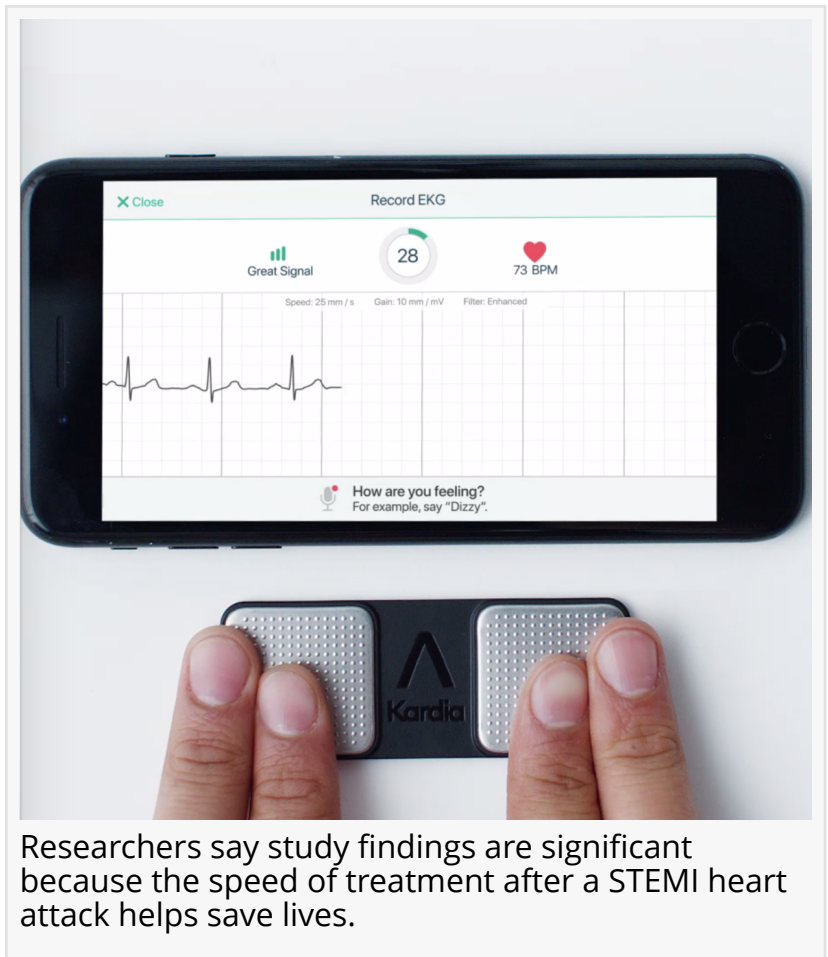 Close
Record EKG
Great Signal
28
73 BPM
Speed: 25 mm / s Gain: 10 mm / mV Filter: Enhanced
How are you feeling?
For example, say “Dizzy”.
Kardia
Researchers say study findings are significant
because the speed of treatment after a STEMI heart
attack helps save lives.